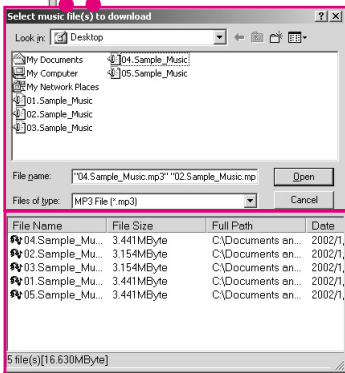 Select music file(s) to download
Look in: Desktop
My Documents 04.Sample_Music
My Computer 05.Sample_Music
My Network Places
01.Sample_Music
02.Sample_Music
03.Sample_Music
File name: "04.Sample_Music.mp3" "02.Sample_Music.mp Open
Files of type: MP3 File (*.mp3) Cancel
File Name File Size Full Path Date
04.Sample_Mu... 3.441MByte C:\Documents an... 2002/1,
02.Sample_Mu... 3.154MByte C:\Documents an... 2002/1,
03.Sample_Mu... 3.154MByte C:\Documents an... 2002/1,
01.Sample_Mu... 3.441MByte C:\Documents an... 2002/1,
05.Sample_Mu... 3.441MByte C:\Documents an... 2002/1,
5 file(s)[16.630MByte]